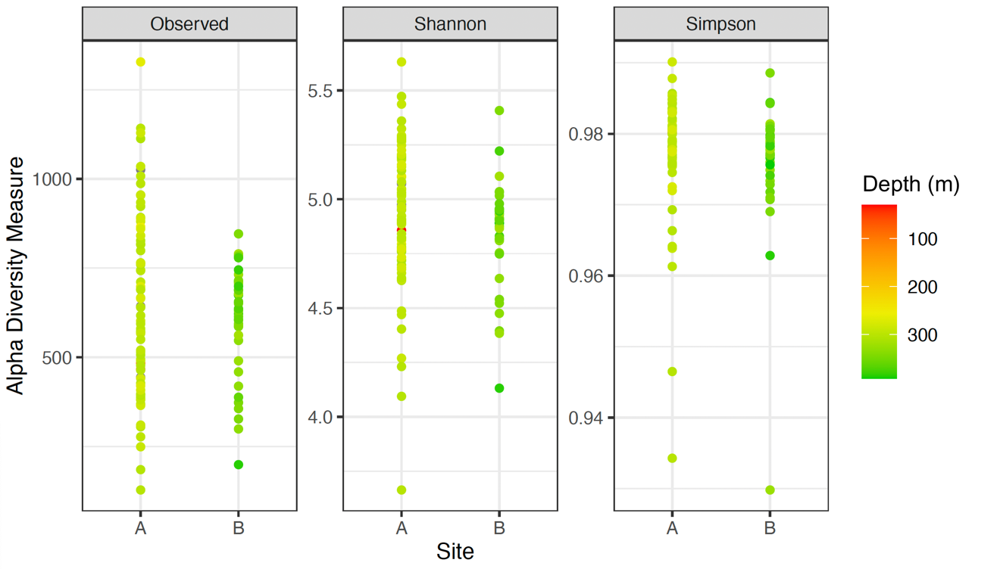 Observed
Shannon
Simpson
Alpha Diversity Measure
1000
500
5.5
5.0
4.5
4.0
0.98
0.96
0.94
A
B
A
B
A
B
Site
Depth (m)
100
200
300